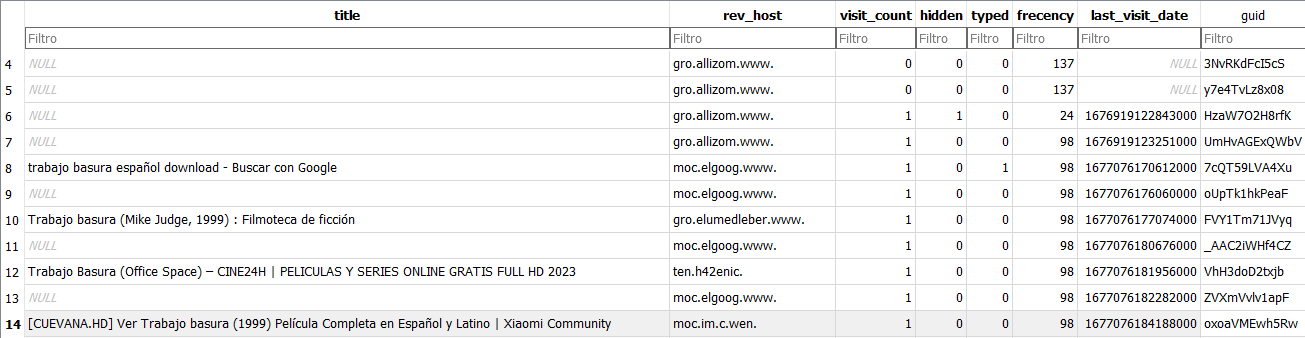 title rev_host visit_count hidden typed frecency last_visit_date guid
Filtro Filtro Filtro Filtro Filtro Filtro Filtro Filtro
4 NULL gro.allizom.www. 0 0 0 137 NULL 3NvRKdFcI5cS
5 NULL gro.allizom.www. 0 0 0 137 NULL y7e4TvLz8x08
6 NULL gro.allizom.www. 1 1 0 24 1676919122843000 HzaW7O2H8rfK
7 NULL gro.allizom.www. 1 0 0 98 1676919123251000 UmHvAGExQWbV
8 trabajo basura español download - Buscar con Google moc.elgoog.www. 1 0 1 98 1677076170612000 7cQT59LVA4Xu
9 NULL moc.elgoog.www. 1 0 0 98 1677076176060000 oUpTk1hkPeaF
10 Trabajo basura (Mike Judge, 1999) : Filmoteca de ficción gro.elumedleber.www. 1 0 0 98 1677076177074000 FVY1Tm71JVyq
11 NULL moc.elgoog.www. 1 0 0 98 1677076180676000 _AAC2iWHf4CZ
12 Trabajo Basura (Office Space) – CINE24H | PELICULAS Y SERIES ONLINE GRATIS FULL HD 2023 ten.h42enic. 1 0 0 98 1677076181956000 VhH3doD2txjb
13 NULL moc.elgoog.www. 1 0 0 98 1677076182282000 ZVXmVvlv1apF
14 [CUEVANA.HD] Ver Trabajo basura (1999) Película Completa en Español y Latino | Xiaomi Community moc.im.c.wen. 1 0 0 98 1677076184188000 oxoaVMEwh5Rw